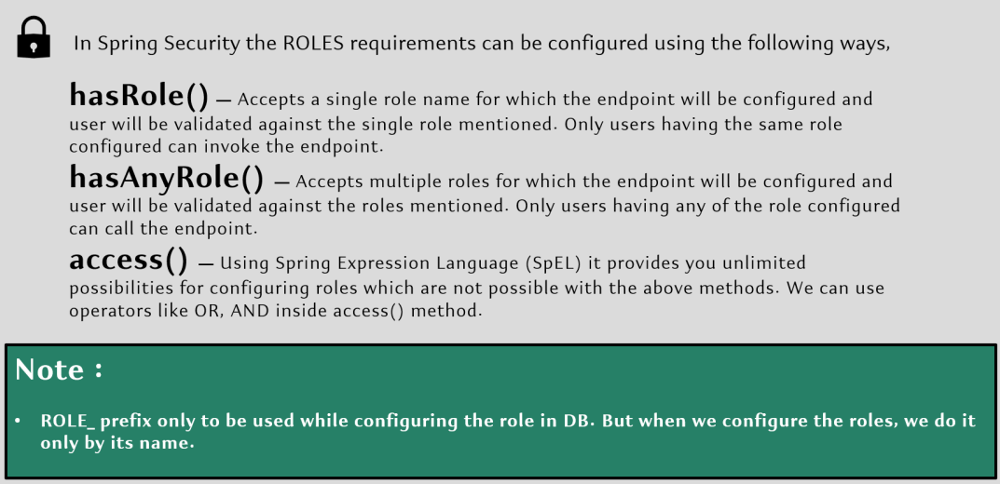 In Spring Security the ROLES requirements can be configured using the following ways,
hasRole() – Accepts a single role name for which the endpoint will be configured and
user will be validated against the single role mentioned. Only users having the same role
configured can invoke the endpoint.
hasAnyRole() – Accepts multiple roles for which the endpoint will be configured and
user will be validated against the roles mentioned. Only users having any of the role configured
can call the endpoint.
access() – Using Spring Expression Language (SpEL) it provides you unlimited
possibilities for configuring roles which are not possible with the above methods. We can use
operators like OR, AND inside access() method.
Note :
• ROLE_ prefix only to be used while configuring the role in DB. But when we configure the roles, we do it
only by its name.